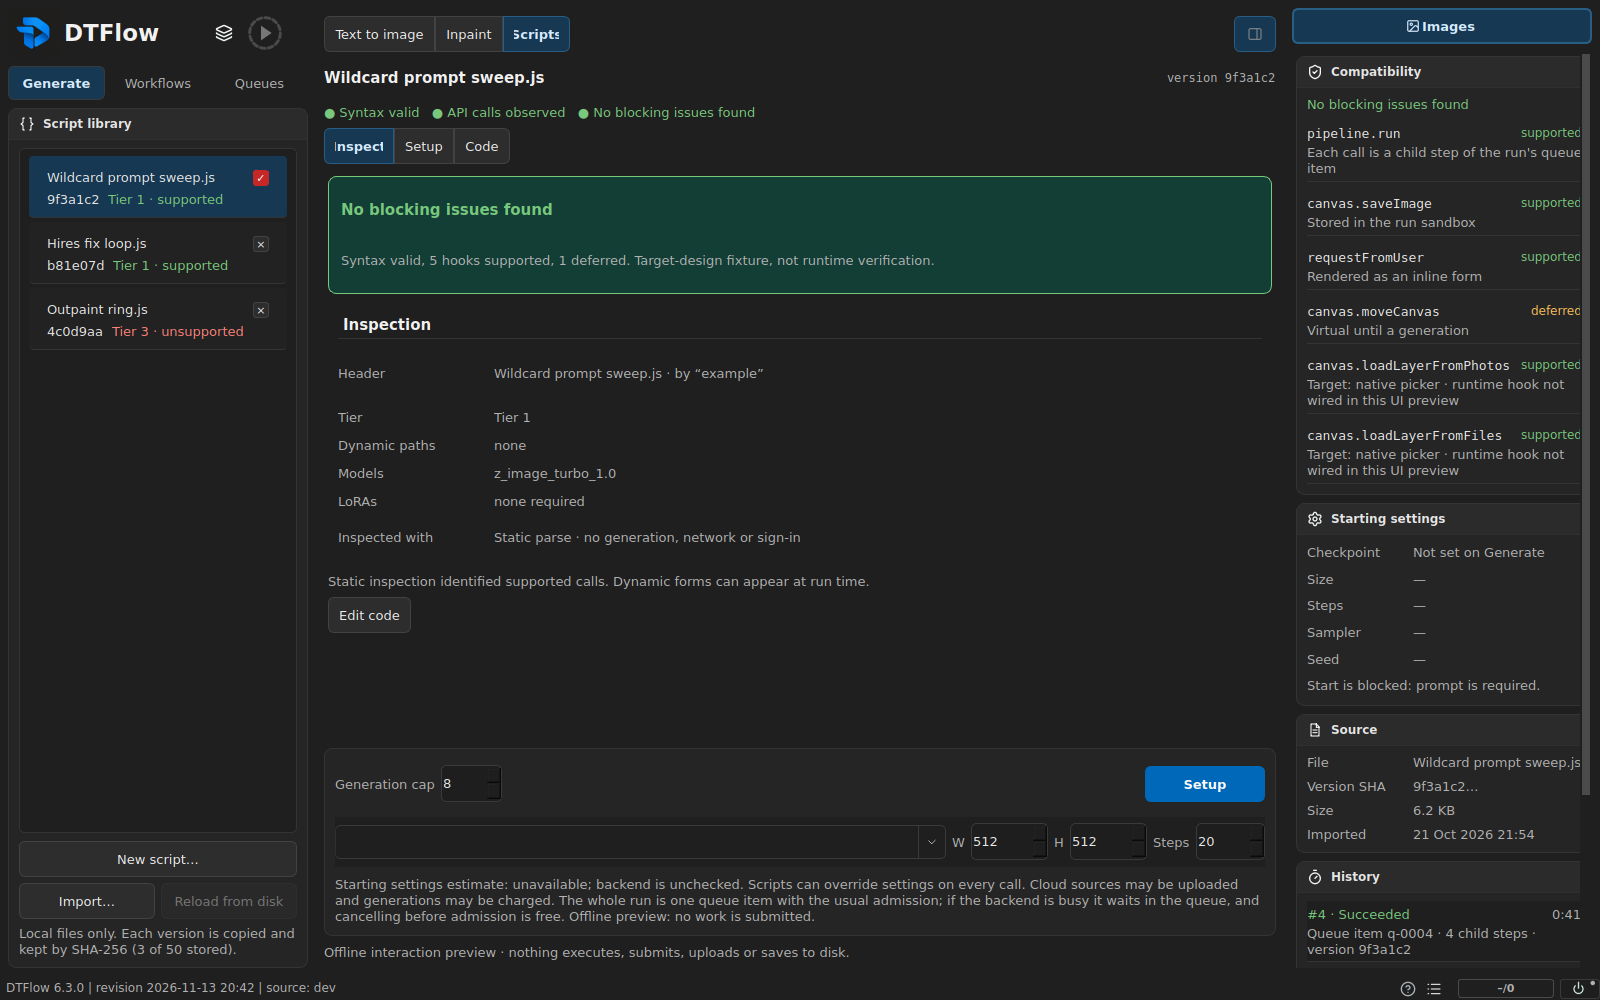 DTFlow
Generate
Workflows
Queues
Script library
Wildcard prompt sweep.js
9f3a1c2 Tier 1 · supported
Hires fix loop.js
b81e07d Tier 1 · supported
Outpaint ring.js
4c0d9aa Tier 3 · unsupported
New script...
Import...
Reload from disk
Local files only. Each version is copied and
kept by SHA-256 (3 of 50 stored).
Text to image
Inpaint
Scripts
Wildcard prompt sweep.js
version 9f3a1c2
Syntax valid
API calls observed
No blocking issues found
Inspect
Setup
Code
No blocking issues found
Syntax valid, 5 hooks supported, 1 deferred. Target-design fixture, not runtime verification.
Inspection
Header Wildcard prompt sweep.js · by “example”
Tier Tier 1
Dynamic paths none
Models z_image_turbo_1.0
LoRAs none required
Inspected with Static parse · no generation, network or sign-in
Static inspection identified supported calls. Dynamic forms can appear at run time.
Edit code
Generation cap 8
Setup
W 512 H 512 Steps 20
Starting settings estimate: unavailable; backend is unchecked. Scripts can override settings on every call. Cloud sources may be uploaded
and generations may be charged. The whole run is one queue item with the usual admission; if the backend is busy it waits in the queue, and
cancelling before admission is free. Offline preview: no work is submitted.
Offline interaction preview · nothing executes, submits, uploads or saves to disk.
Images
Compatibility
No blocking issues found
pipeline.run supported
Each call is a child step of the run's queue
item
canvas.saveImage supported
Stored in the run sandbox
requestFromUser supported
Rendered as an inline form
canvas.moveCanvas deferred
Virtual until a generation
canvas.loadLayerFromPhotos supported
Target: native picker · runtime hook not
wired in this UI preview
canvas.loadLayerFromFiles supported
Target: native picker · runtime hook not
wired in this UI preview
Starting settings
Checkpoint Not set on Generate
Size —
Steps —
Sampler —
Seed —
Start is blocked: prompt is required.
Source
File Wildcard prompt sweep.js
Version SHA 9f3a1c2...
Size 6.2 KB
Imported 21 Oct 2026 21:54
History
#4 · Succeeded 0:41
Queue item q-0004 · 4 child steps ·
version 9f3a1c2
DTFlow 6.3.0 | revision 2026-11-13 20:42 | source: dev
-/0